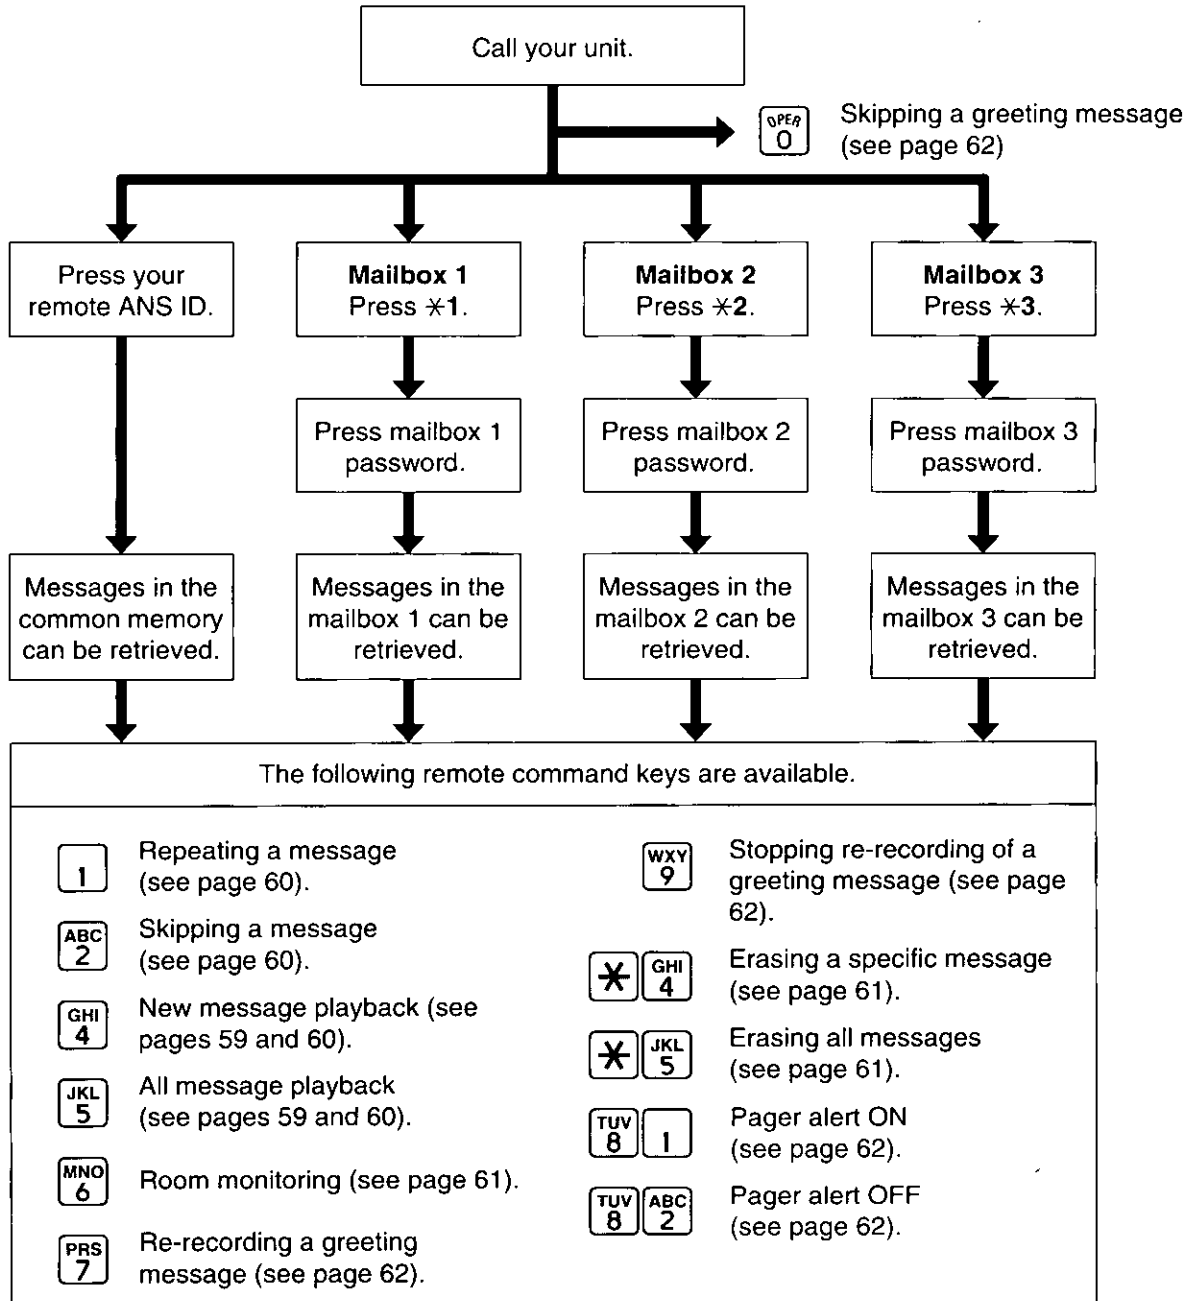 Call your unit.
OPER
0
Skipping a greeting message
(see page 62)
Press your
remote ANS ID.
Mailbox 1
Press ✳1.
Mailbox 2
Press ✳2.
Mailbox 3
Press ✳3.
Press mailbox 1
password.
Press mailbox 2
password.
Press mailbox 3
password.
Messages in the
common memory
can be retrieved.
Messages in the
mailbox 1 can be
retrieved.
Messages in the
mailbox 2 can be
retrieved.
Messages in the
mailbox 3 can be
retrieved.
The following remote command keys are available.
1
Repeating a message
(see page 60).
ABC
2
Skipping a message
(see page 60).
GHI
4
New message playback (see
pages 59 and 60).
JKL
5
All message playback
(see pages 59 and 60).
MNO
6
Room monitoring (see page 61).
PRS
7
Re-recording a greeting
message (see page 62).
WXY
9
Stopping re-recording of a
greeting message (see page
62).
✳ GHI
4
Erasing a specific message
(see page 61).
✳ JKL
5
Erasing all messages
(see page 61).
TUV
8 1
Pager alert ON
(see page 62).
TUV ABC
8 2
Pager alert OFF
(see page 62).